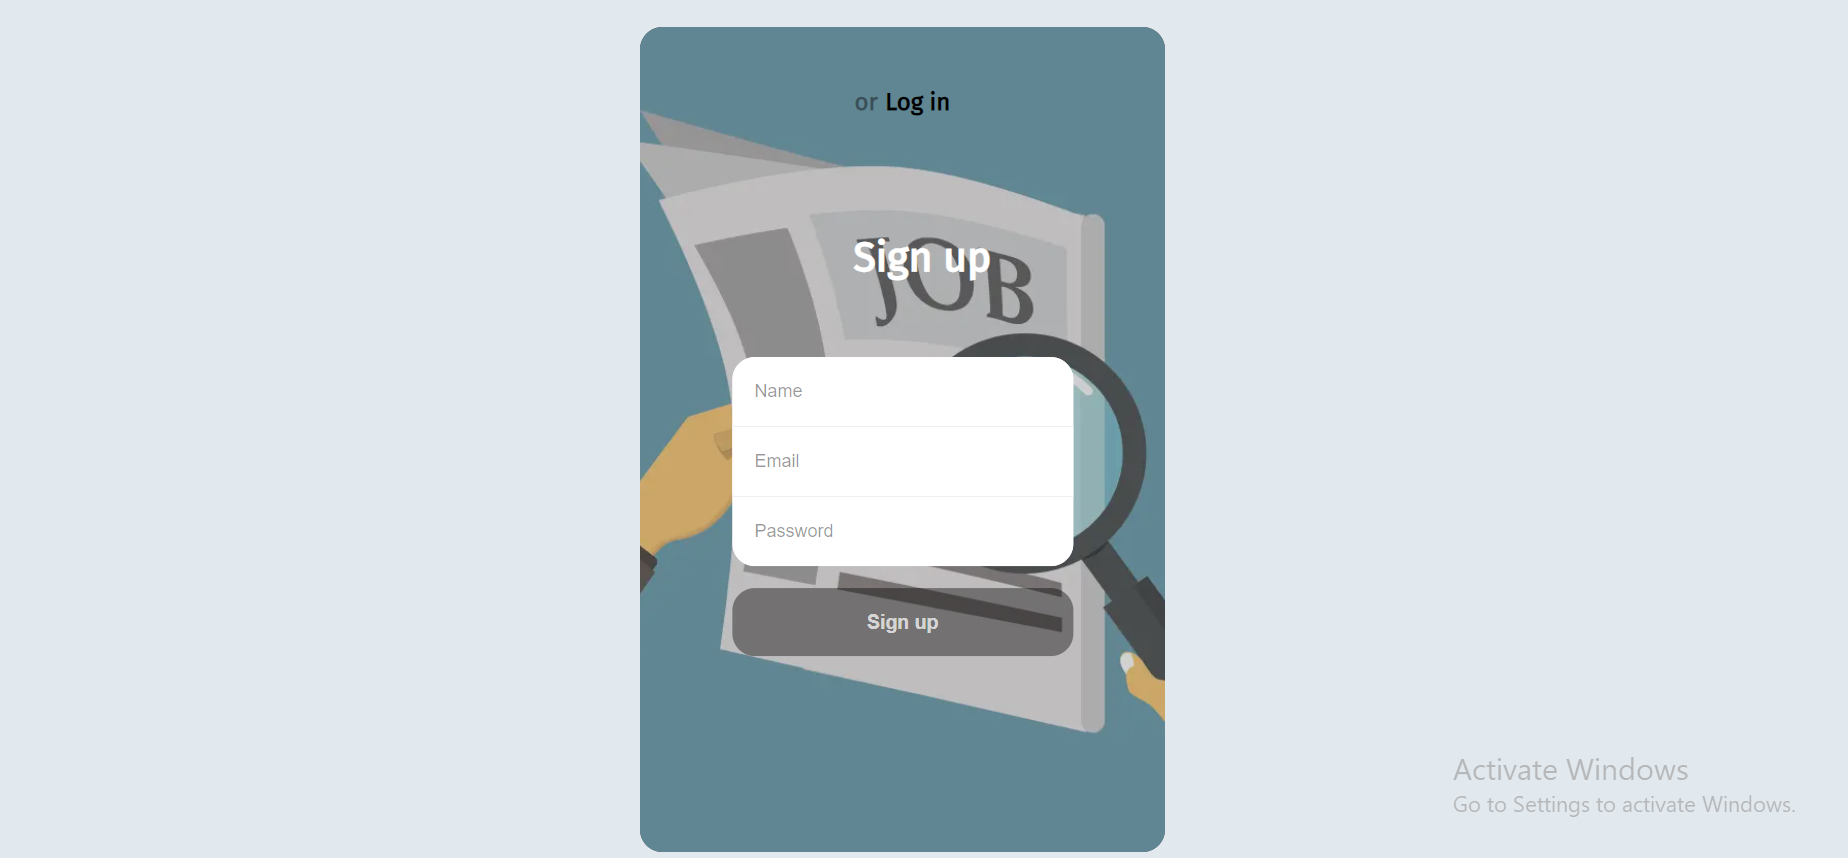 or Log in
Sign up
JOB
Name
Email
Password
Sign up
Activate Windows
Go to Settings to activate Windows.